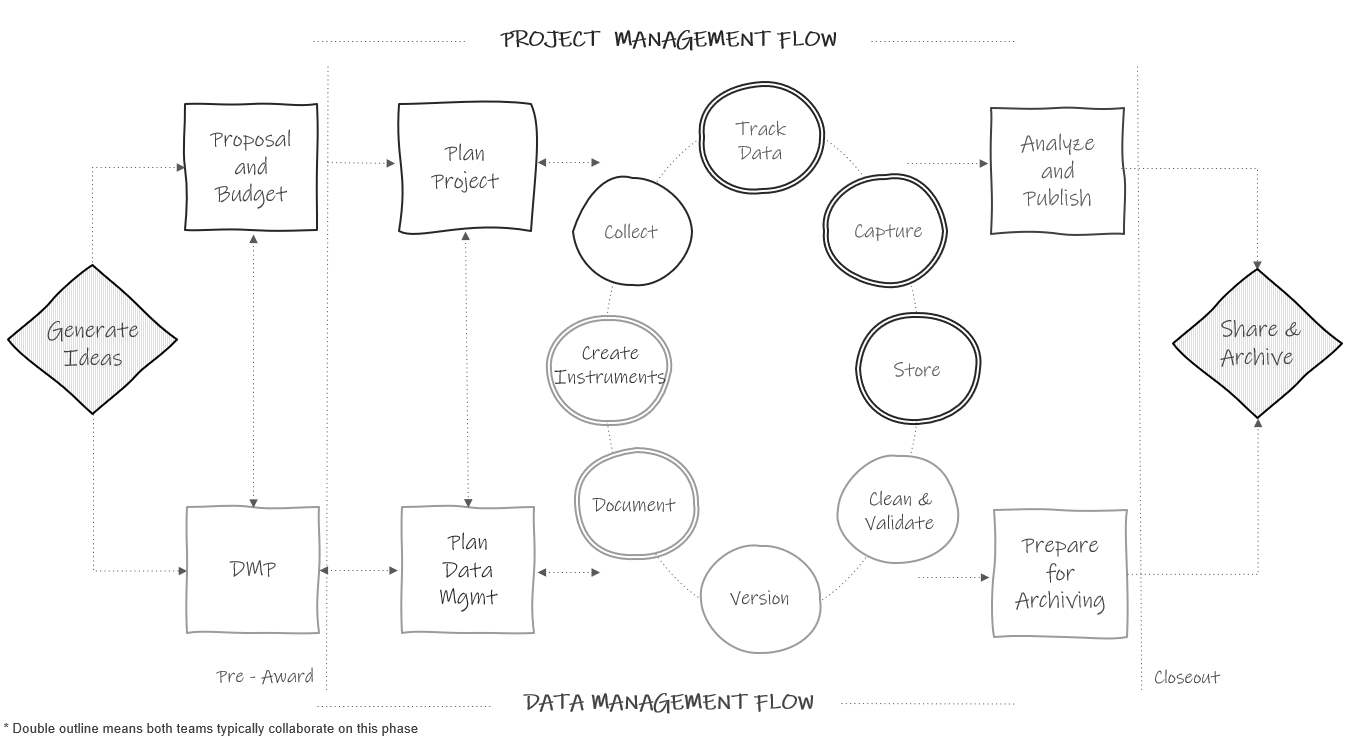 PROJECT MANAGEMENT FLOW
Proposal
and
Budget
Plan
Project
Track
Data
Analyze
and
Publish
Collect
Capture
Generate
Ideas
Create
Instruments
Store
Share &
Archive
Document
Clean &
Validate
DMP
Plan
Data
Mgmt
Version
Prepare
for
Archiving
Pre - Award
Closeout
DATA MANAGEMENT FLOW
* Double outline means both teams typically collaborate on this phase